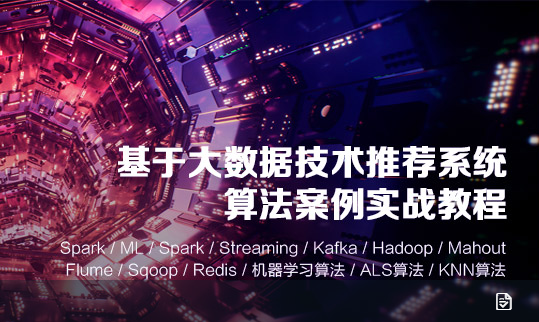 基于大数据技术推荐系统
算法案例实战教程
Spark / ML / Spark / Streaming / Kafka / Hadoop / Mahout
Flume / Sqoop / Redis / 机器学习算法 / ALS算法 / KNN算法